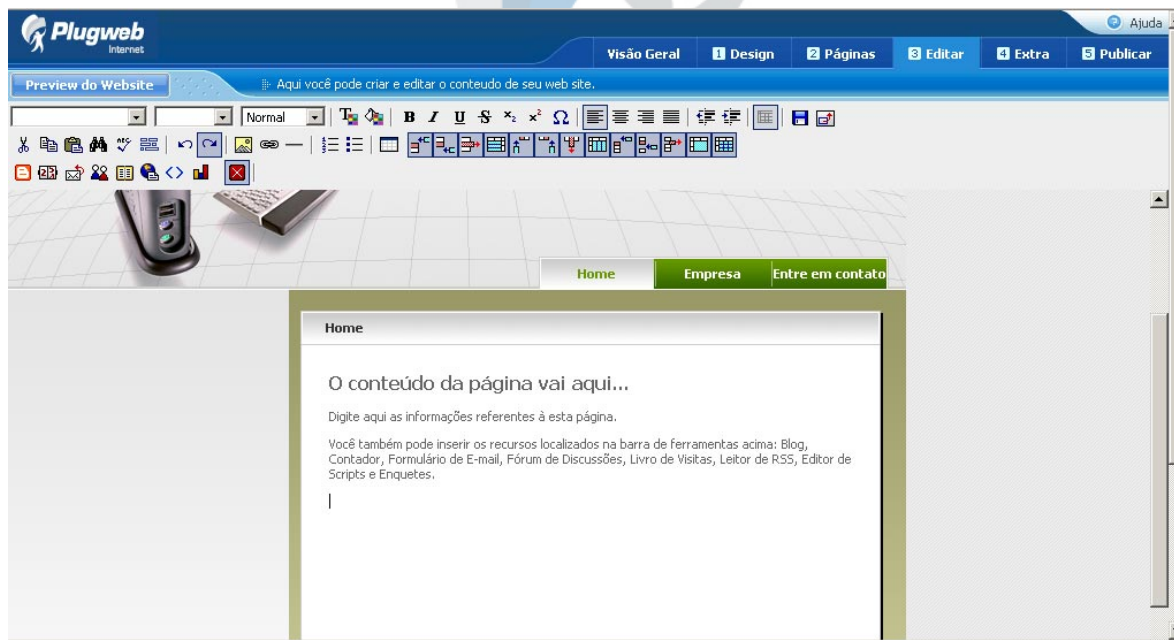 Plugweb
Internet
Ajuda
Visão Geral
1 Design
2 Páginas
3 Editar
4 Extra
5 Publicar
Preview do Website
Aqui você pode criar e editar o conteudo de seu web site.
Normal
B I U S x₂ x² Ω
Home
Empresa
Entre em contato
Home
O conteúdo da página vai aqui...
Digite aqui as informações referentes à esta página.
Você também pode inserir os recursos localizados na barra de ferramentas acima: Blog,
Contador, Formulário de E-mail, Fórum de Discussões, Livro de Visitas, Leitor de RSS, Editor de
Scripts e Enquetes.